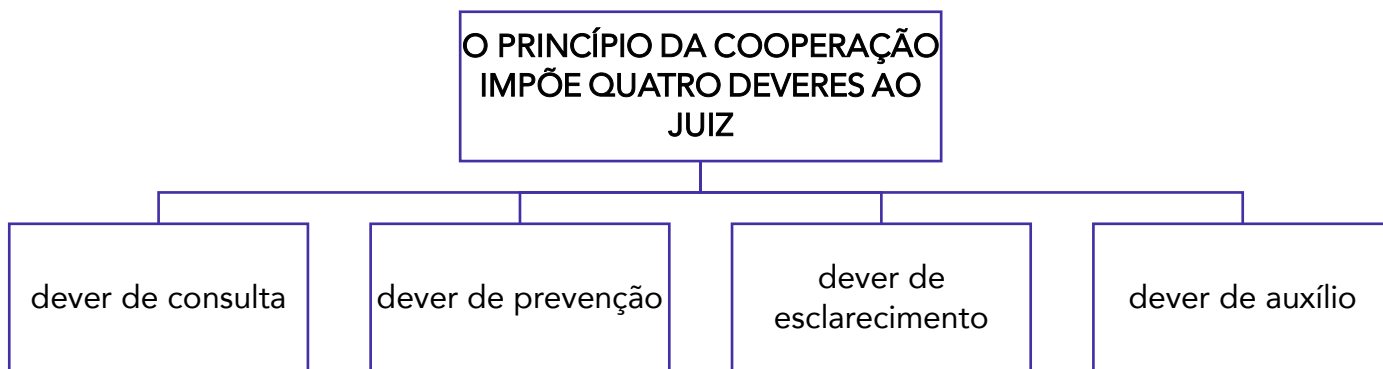 O PRINCÍPIO DA COOPERAÇÃO
IMPÕE QUATRO DEVERES AO
JUIZ
dever de consulta
dever de prevenção
dever de
esclarecimento
dever de auxílio